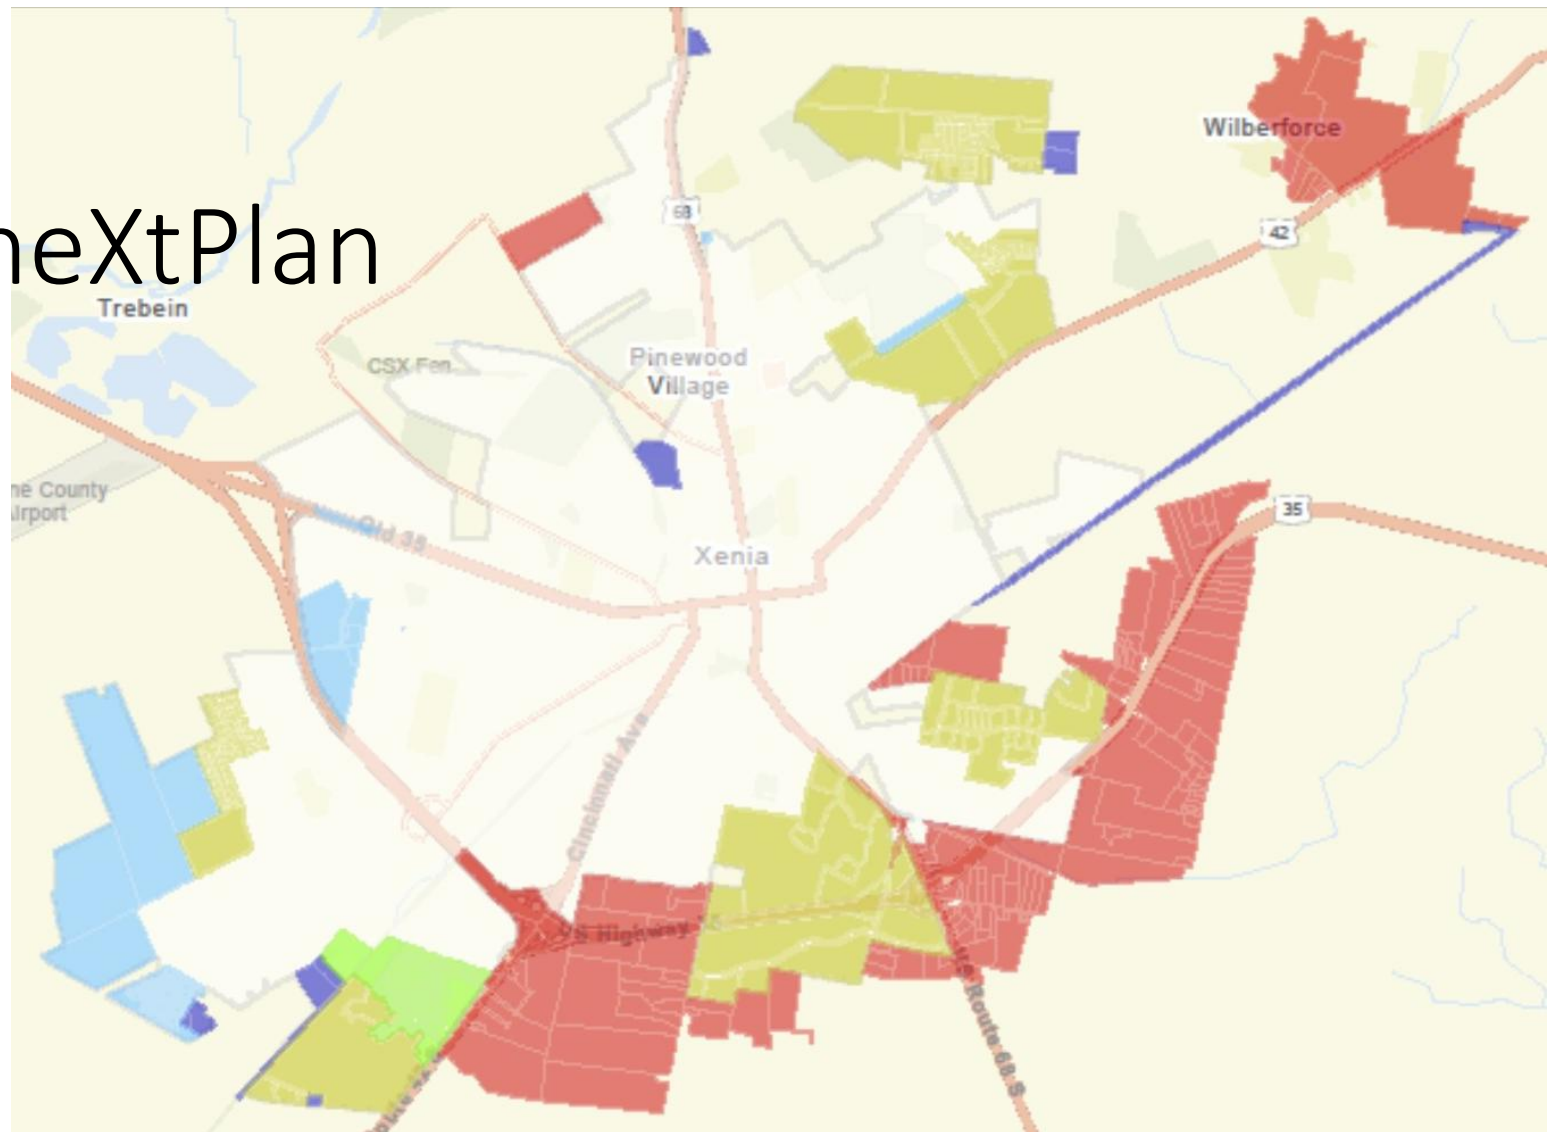 Wilberforce
68
42
neXtPlan
Trebein
Pinewood
Village
CSX Fen
ne County
Airport
35
Old 35
Xenia
Cincinnati Ave
US Highway 35
Route 68 S